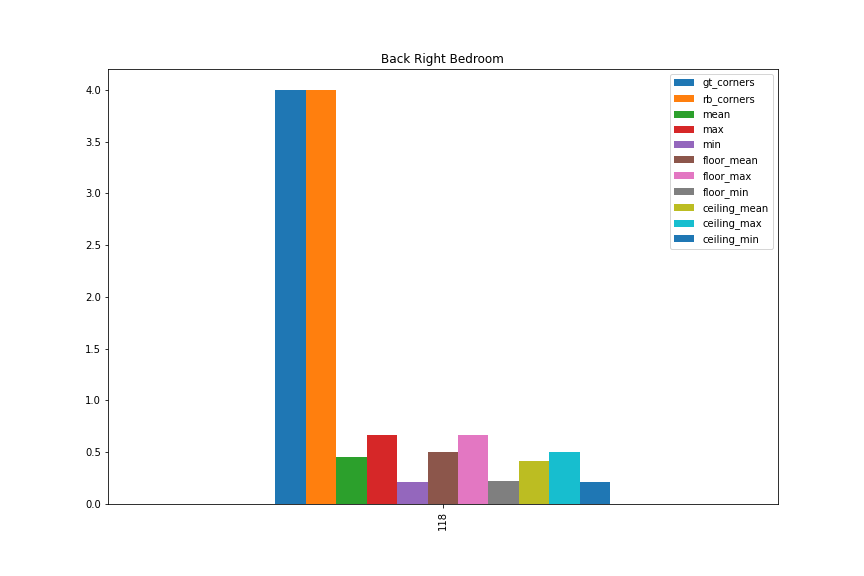 Back Right Bedroom
gt_corners
rb_corners
mean
max
min
floor_mean
floor_max
floor_min
ceiling_mean
ceiling_max
ceiling_min
4.0
3.5
3.0
2.5
2.0
1.5
1.0
0.5
0.0
118